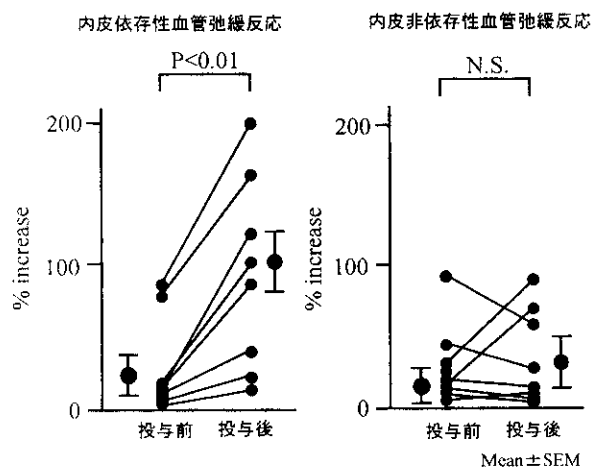 内皮依存性血管弛緩反応
P<0.01
200
100
0
% increase
投与前
投与後
内皮非依存性血管弛緩反応
N.S.
200
100
0
% increase
投与前
投与後
Mean±SEM